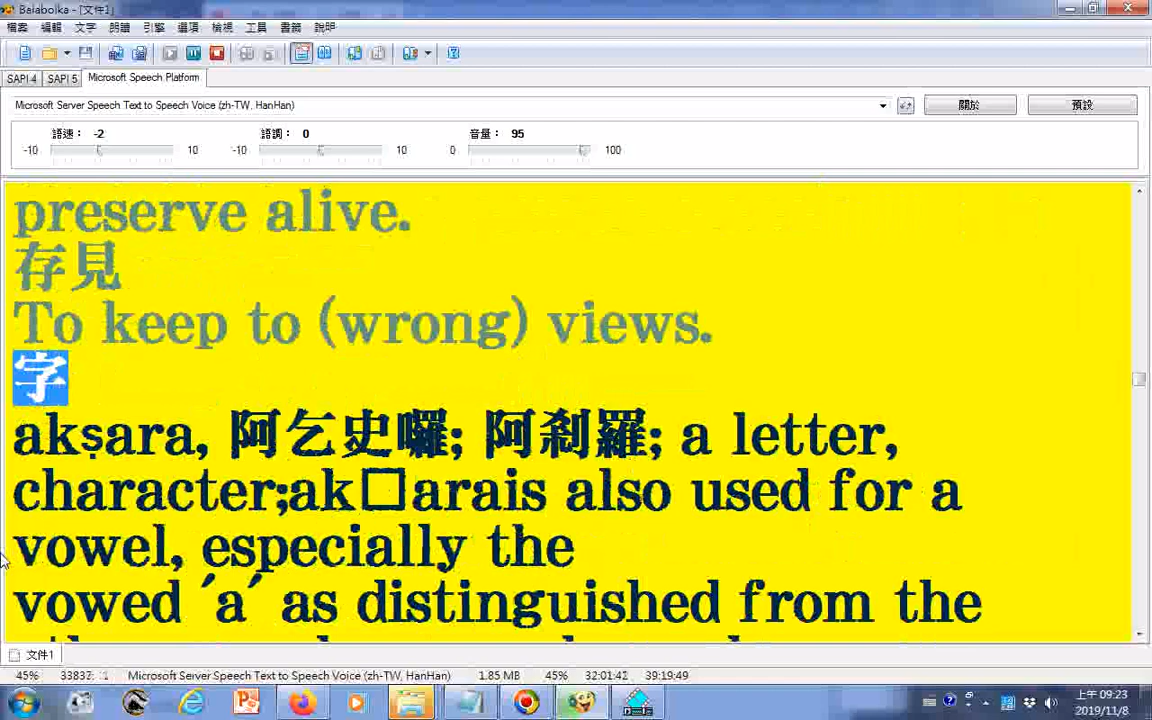 Balabolka - [文件1]
檔案 編輯 文字 朗讀 引擎 選項 檢視 工具 書籤 說明
SAPI 4 SAPI 5 Microsoft Speech Platform
Microsoft Server Speech Text to Speech Voice (zh-TW, HanHan) 關於 預設
語速： -2 語調： 0 音量： 95
-10 10 -10 10 0 100
preserve alive.
存見
To keep to (wrong) views.
字
akṣara, 阿乞史囉; 阿剎羅; a letter,
character;ak□arais also used for a
vowel, especially the
vowed ′a′ as distinguished from the
文件1
45% Microsoft Server Speech Text to Speech Voice (zh-TW, HanHan) 1.85 MB 45% 32:01:42 39:19:49
上午 09:23
2019/11/8